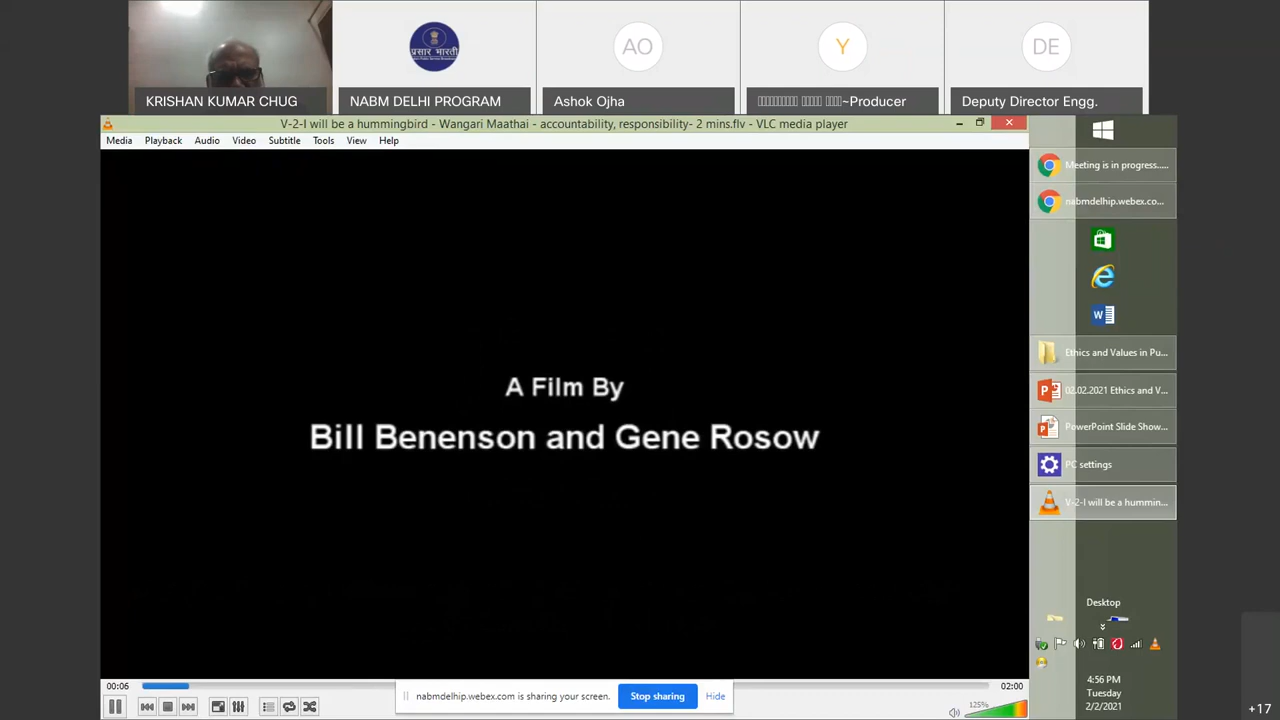 प्रसार भारती
AO
Y
DE
KRISHAN KUMAR CHUG
NABM DELHI PROGRAM
Ashok Ojha
~Producer
Deputy Director Engg.
V-2-I will be a hummingbird - Wangari Maathai - accountability, responsibility- 2 mins.flv - VLC media player
Media
Playback
Audio
Video
Subtitle
Tools
View
Help
A Film By
Bill Benenson and Gene Rosow
Meeting is in progress.....
nabmdelhip.webex.co...
Ethics and Values in Pu...
02.02.2021 Ethics and V...
PowerPoint Slide Show...
PC settings
V-2-I will be a hummin...
Desktop
4:56 PM
Tuesday
2/2/2021
00:06
02:00
nabmdelhip.webex.com is sharing your screen.
Stop sharing
Hide
125%
+17